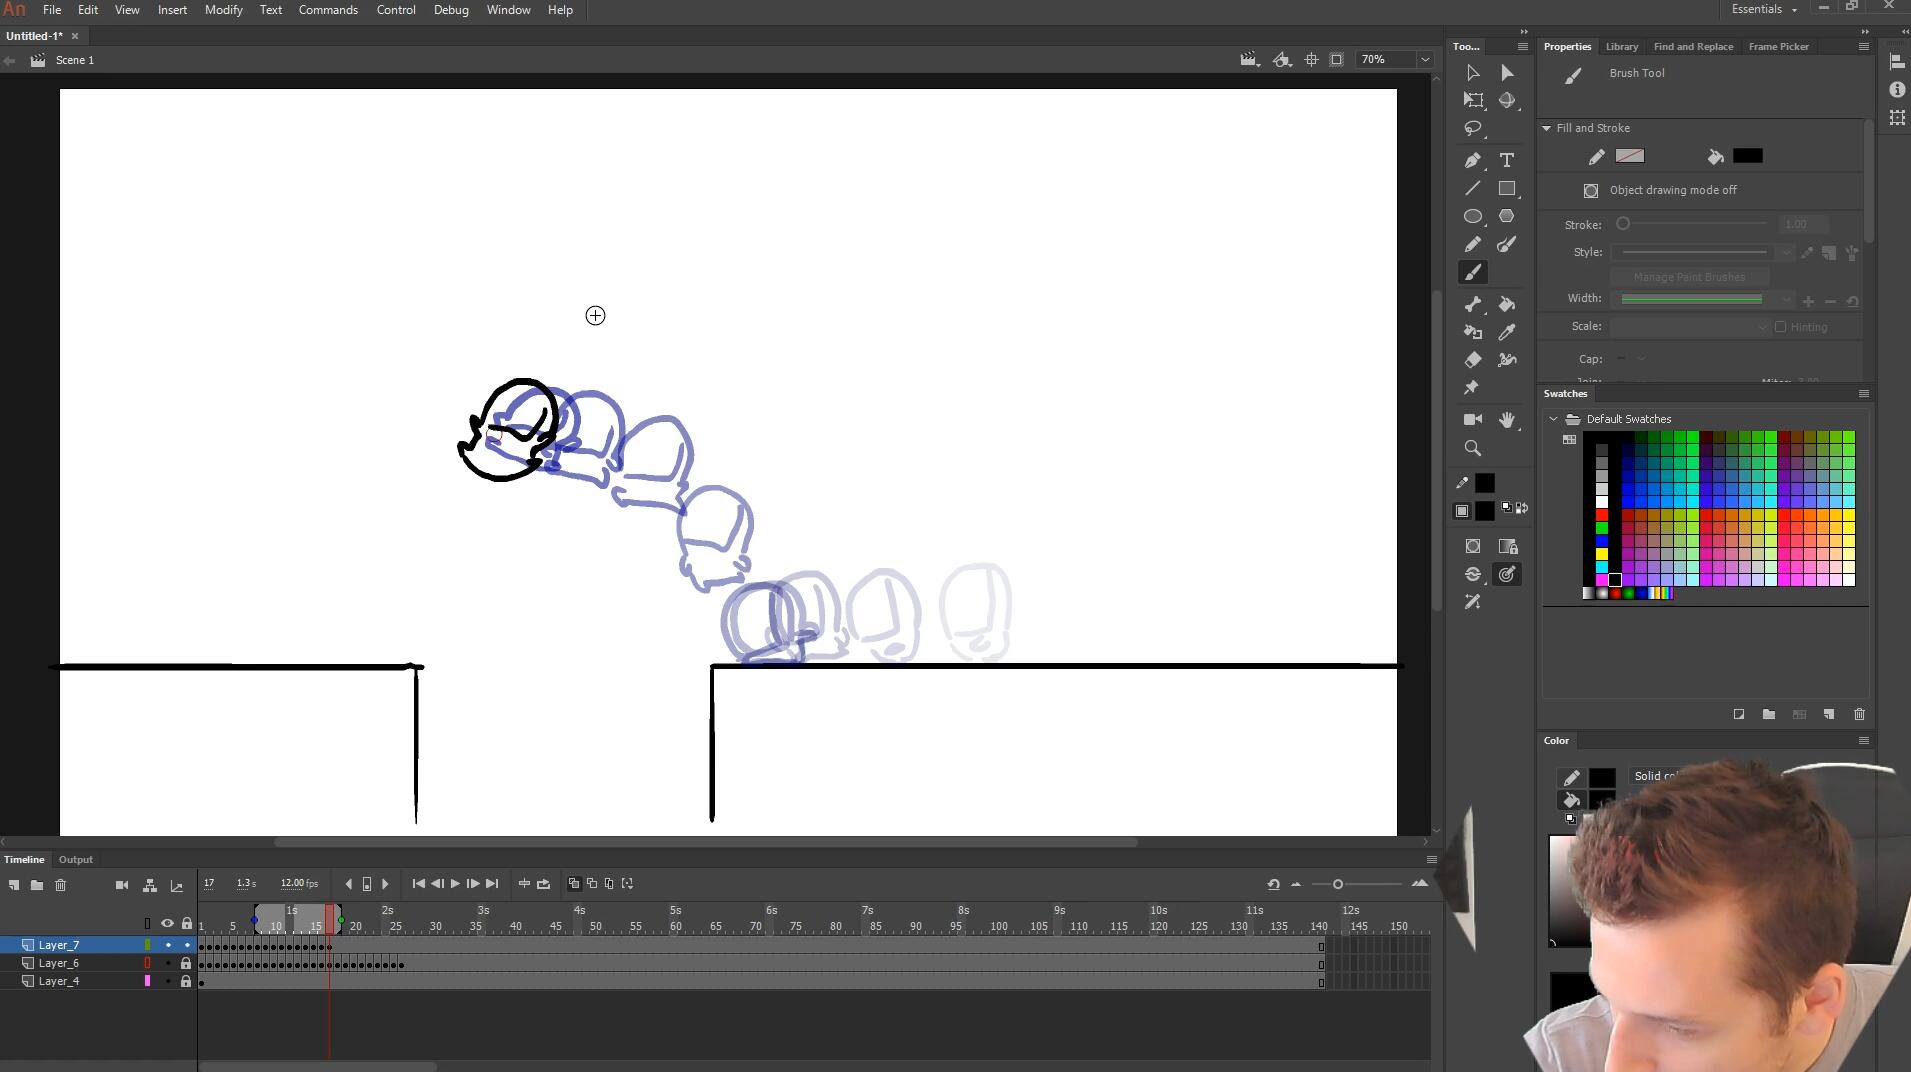 An File Edit View Insert Modify Text Commands Control Debug Window Help Essentials
Untitled-1*
Scene 1
70%
Too...
Properties Library Find and Replace Frame Picker
Brush Tool
Fill and Stroke
Object drawing mode off
Stroke: 1.00
Style:
Manage Paint Brushes
Width:
Scale: Hinting
Cap:
Swatches
Default Swatches
Color
Timeline Output
17 1.3 s 12.00 fps
1s 2s 3s 4s 5s 6s 7s 8s 9s 10s 11s 12s
1 5 10 15 20 25 30 35 40 45 50 55 60 65 70 75 80 85 90 95 100 105 110 115 120 125 130 135 140 145 150
Layer_7
Layer_6
Layer_4